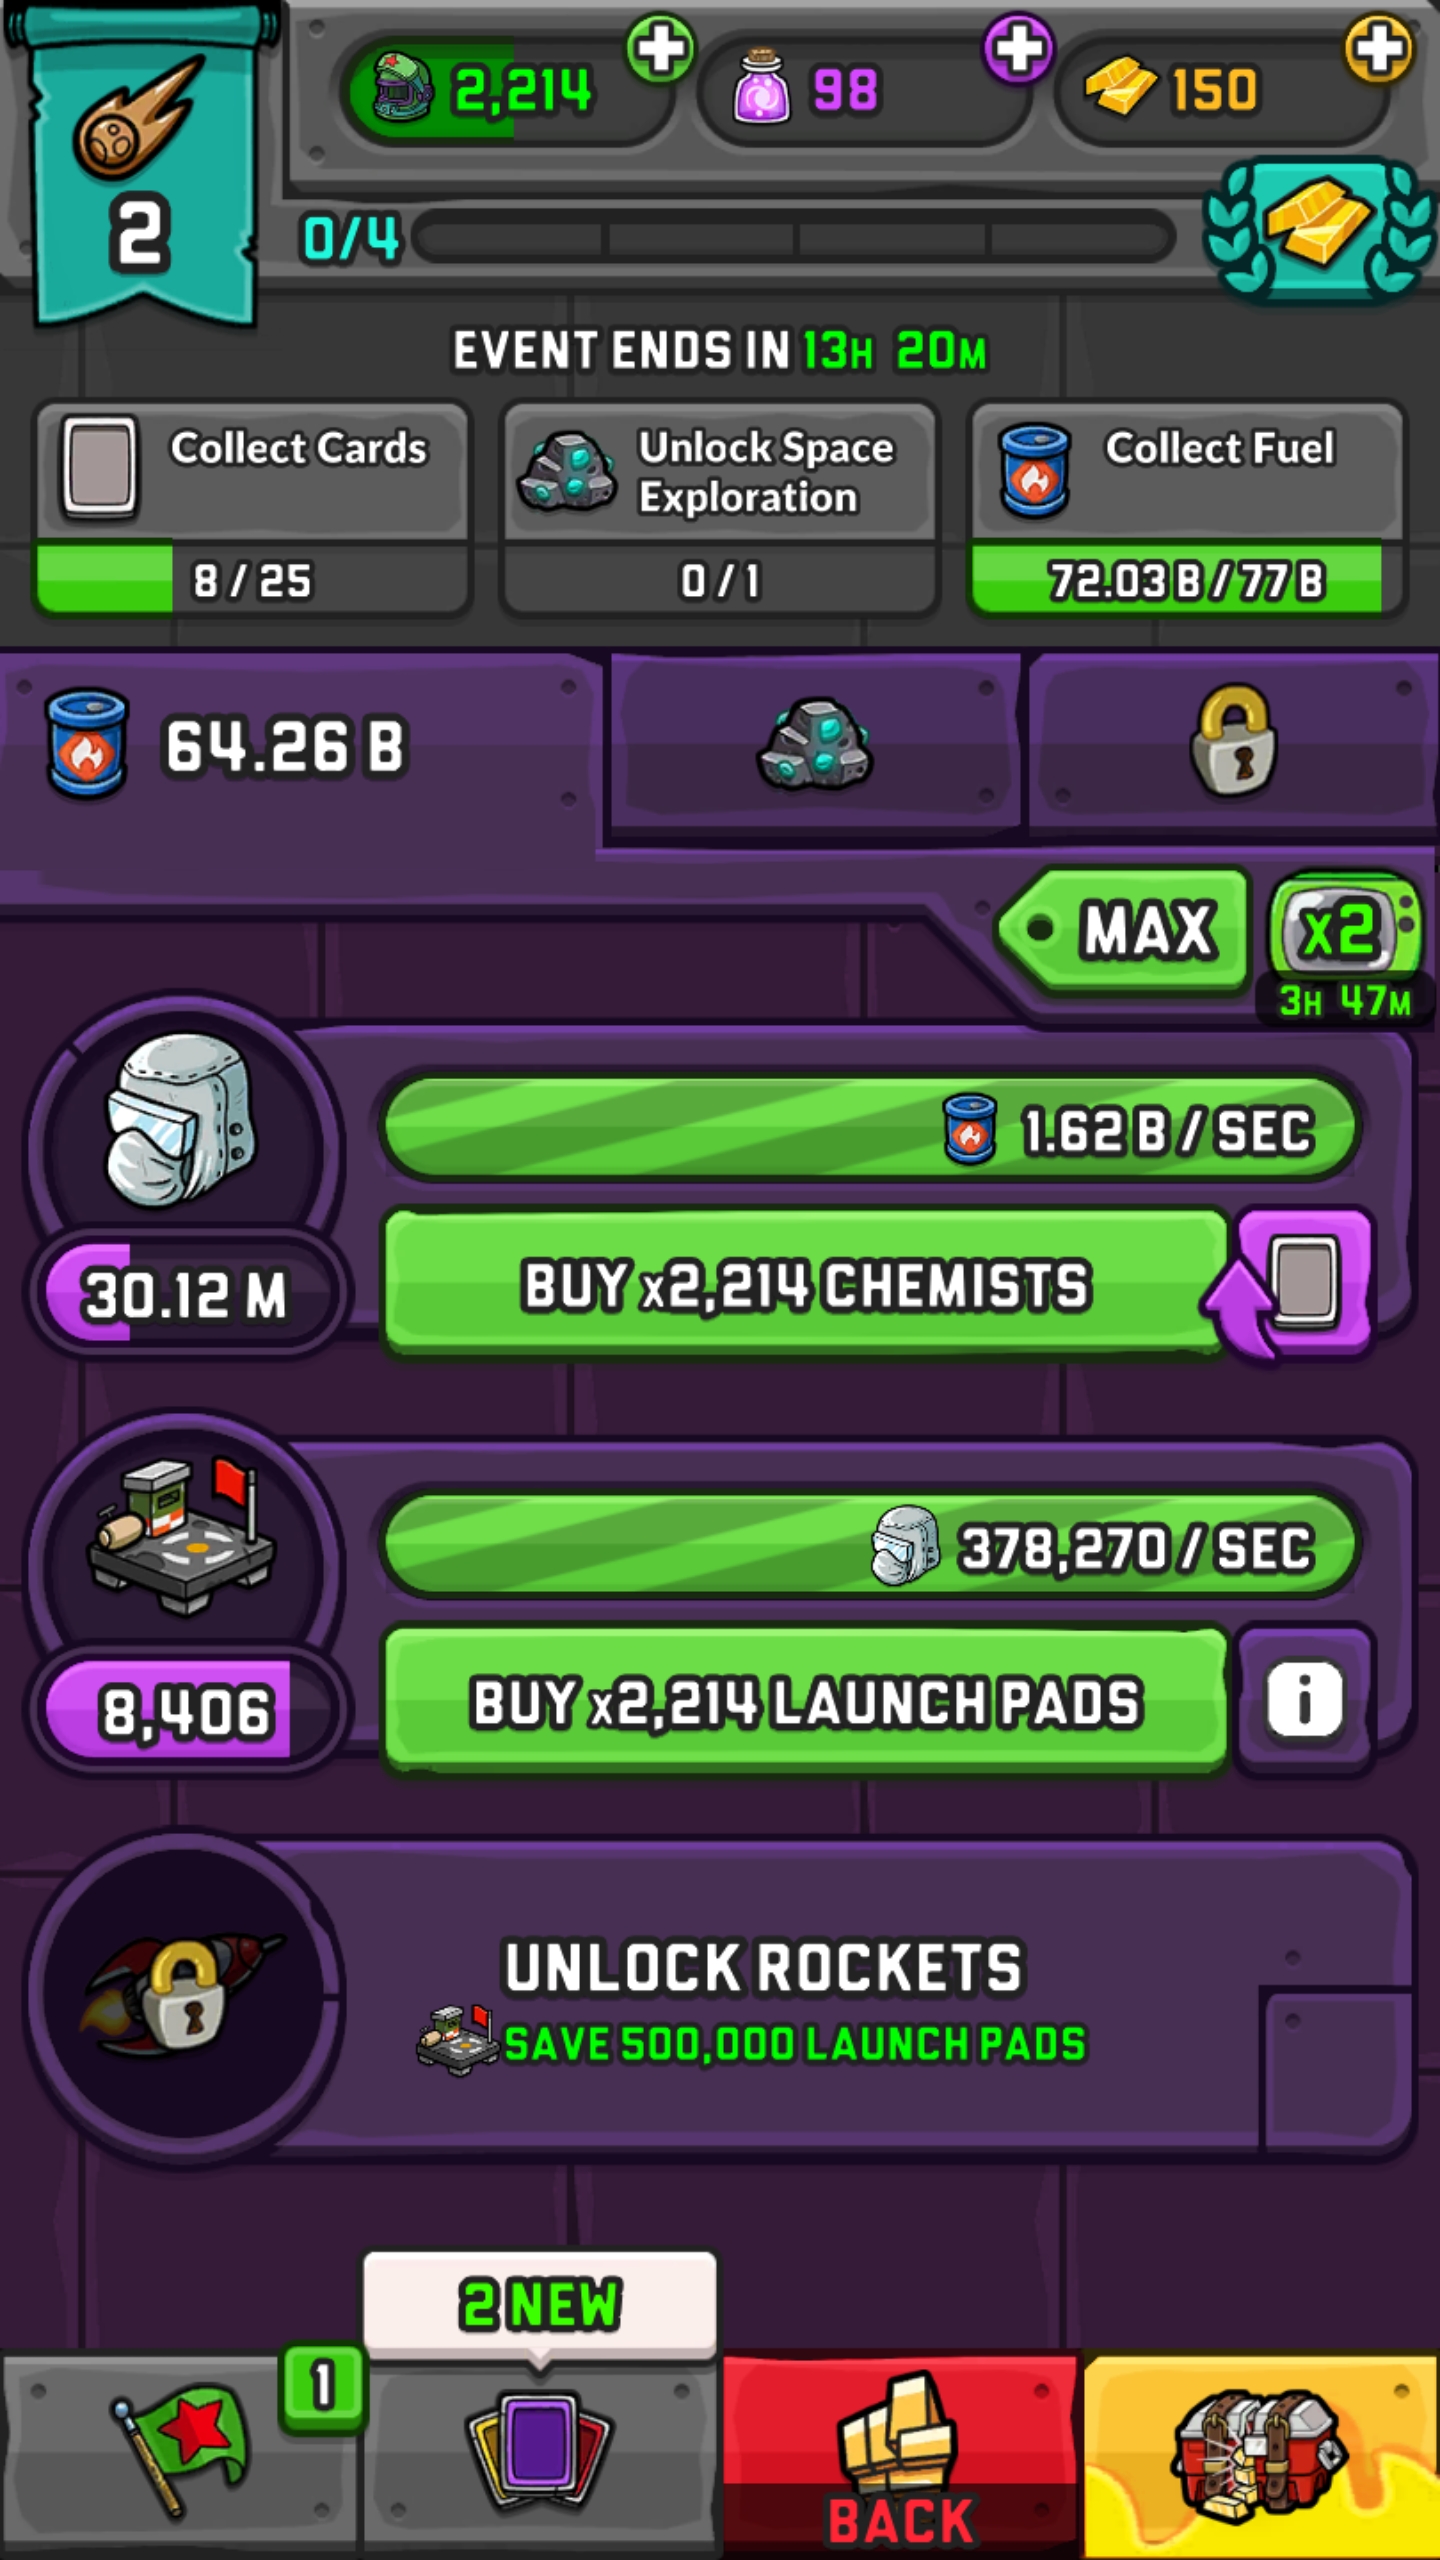 2,214
98
150
2
0/4
EVENT ENDS IN 13H 20M
Collect Cards
8 / 25
Unlock Space
Exploration
0 / 1
Collect Fuel
72.03 B / 77 B
64.26 B
MAX
x2
3H 47M
1.62 B / SEC
30.12 M
BUY x2,214 CHEMISTS
378,270 / SEC
8,406
BUY x2,214 LAUNCH PADS
i
UNLOCK ROCKETS
SAVE 500,000 LAUNCH PADS
2 NEW
1
BACK